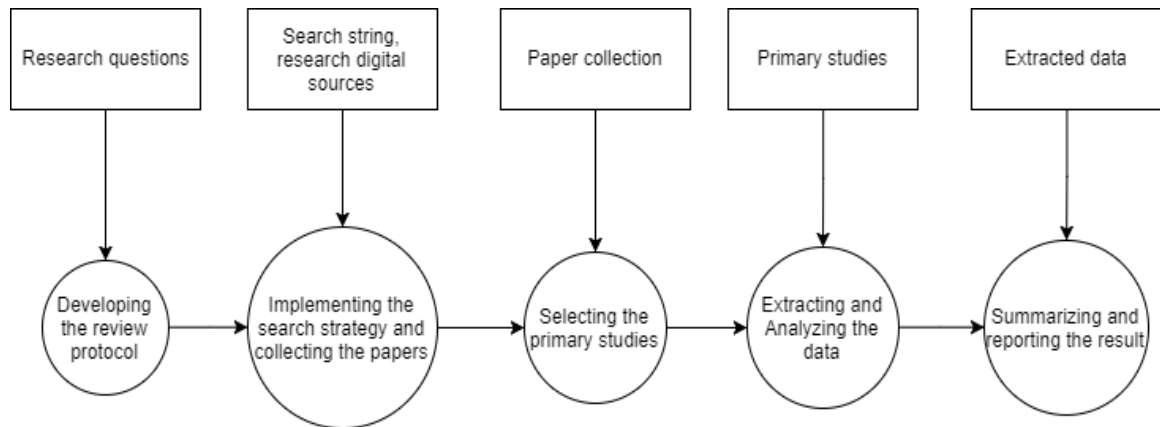 Research questions
Search string,
research digital
sources
Paper collection
Primary studies
Extracted data
Developing
the review
protocol
Implementing the
search strategy and
collecting the papers
Selecting the
primary studies
Extracting and
Analyzing the
data
Summarizing and
reporting the result